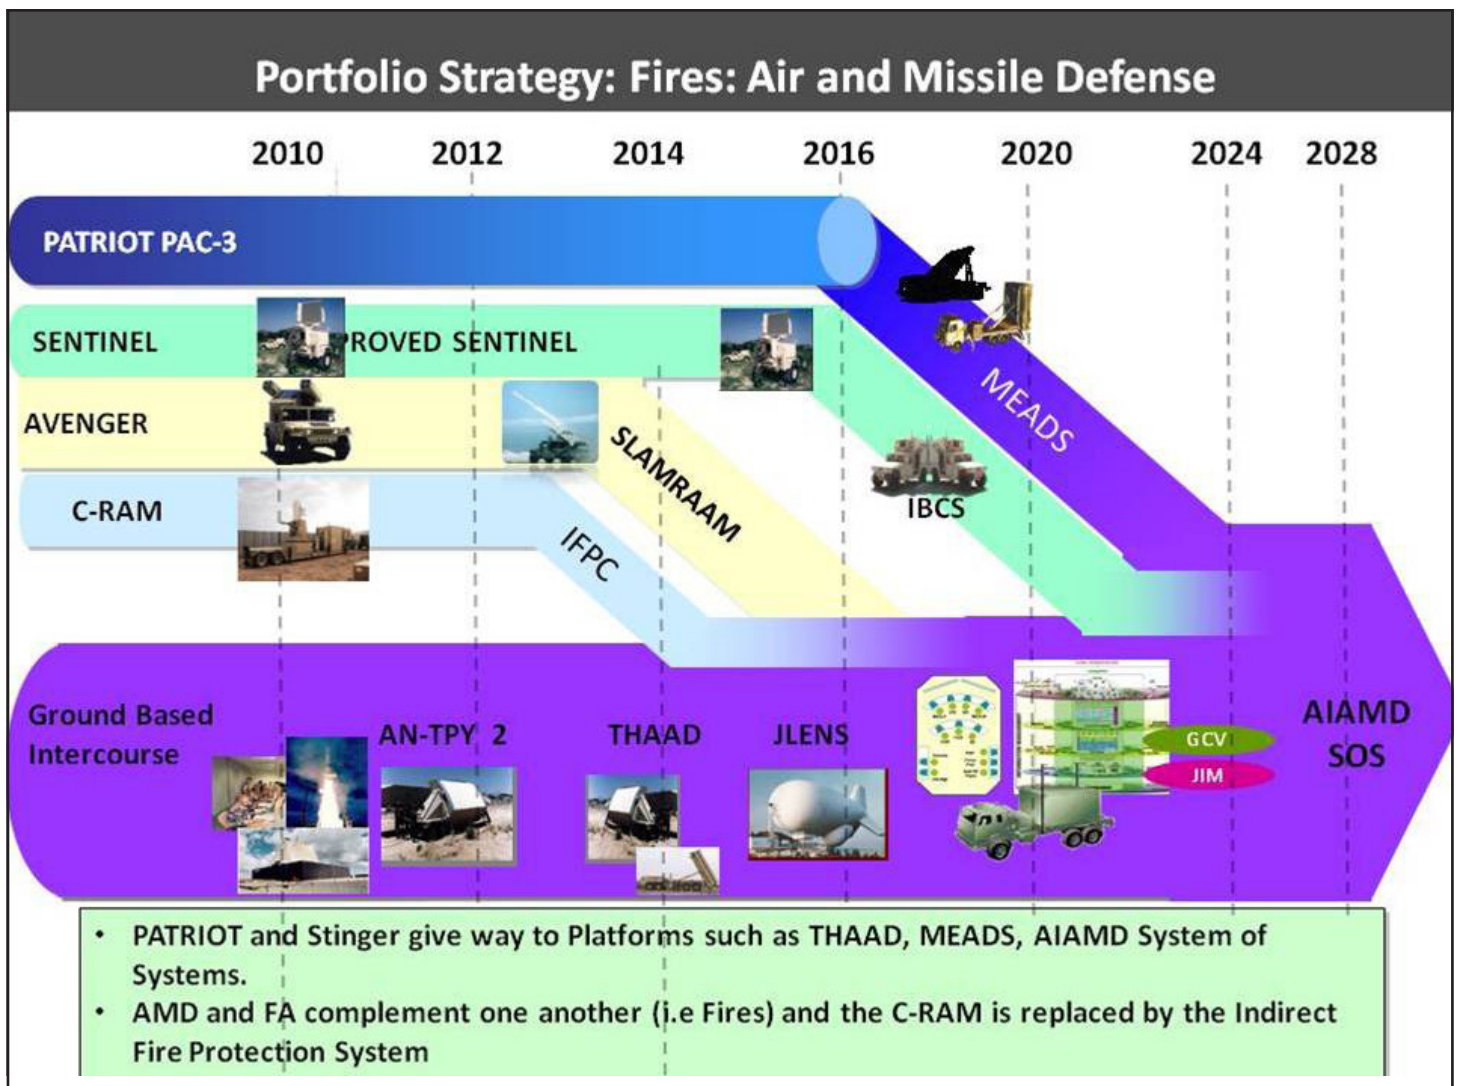 Portfolio Strategy: Fires: Air and Missile Defense
2010 2012 2014 2016 2020 2024 2028
PATRIOT PAC-3
SENTINEL PROVED SENTINEL
AVENGER
SLAMRAAM
MEADS
C-RAM
IFPC
IBCS
Ground Based
Intercourse
AN-TPY 2
THAAD
JLENS
GCV
JIM
AIAMD
SOS
• PATRIOT and Stinger give way to Platforms such as THAAD, MEADS, AIAMD System of
Systems.
• AMD and FA complement one another (i.e Fires) and the C-RAM is replaced by the Indirect
Fire Protection System